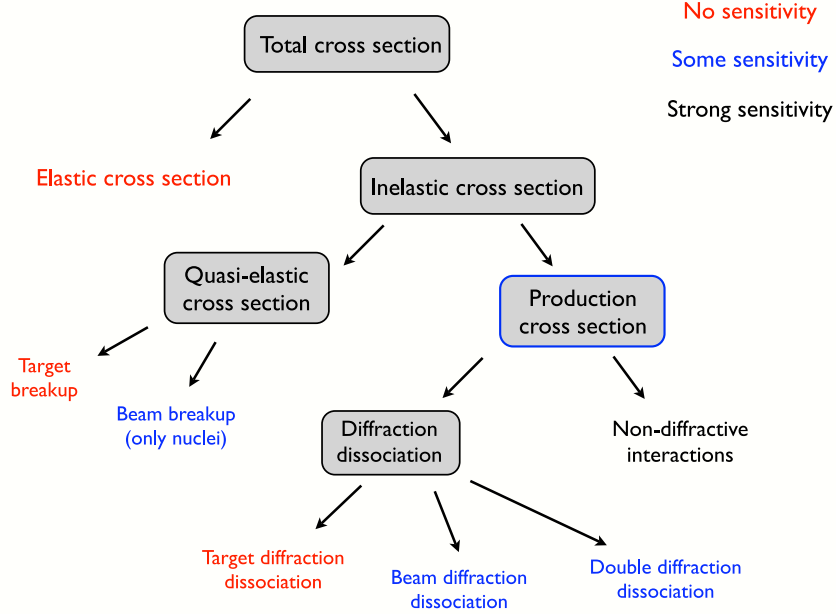 No sensitivity
Total cross section
Some sensitivity
Strong sensitivity
Elastic cross section
Inelastic cross section
Quasi-elastic
cross section
Production
cross section
Target
breakup
Beam breakup
(only nuclei)
Diffraction
dissociation
Non-diffractive
interactions
Target diffraction
dissociation
Beam diffraction
dissociation
Double diffraction
dissociation